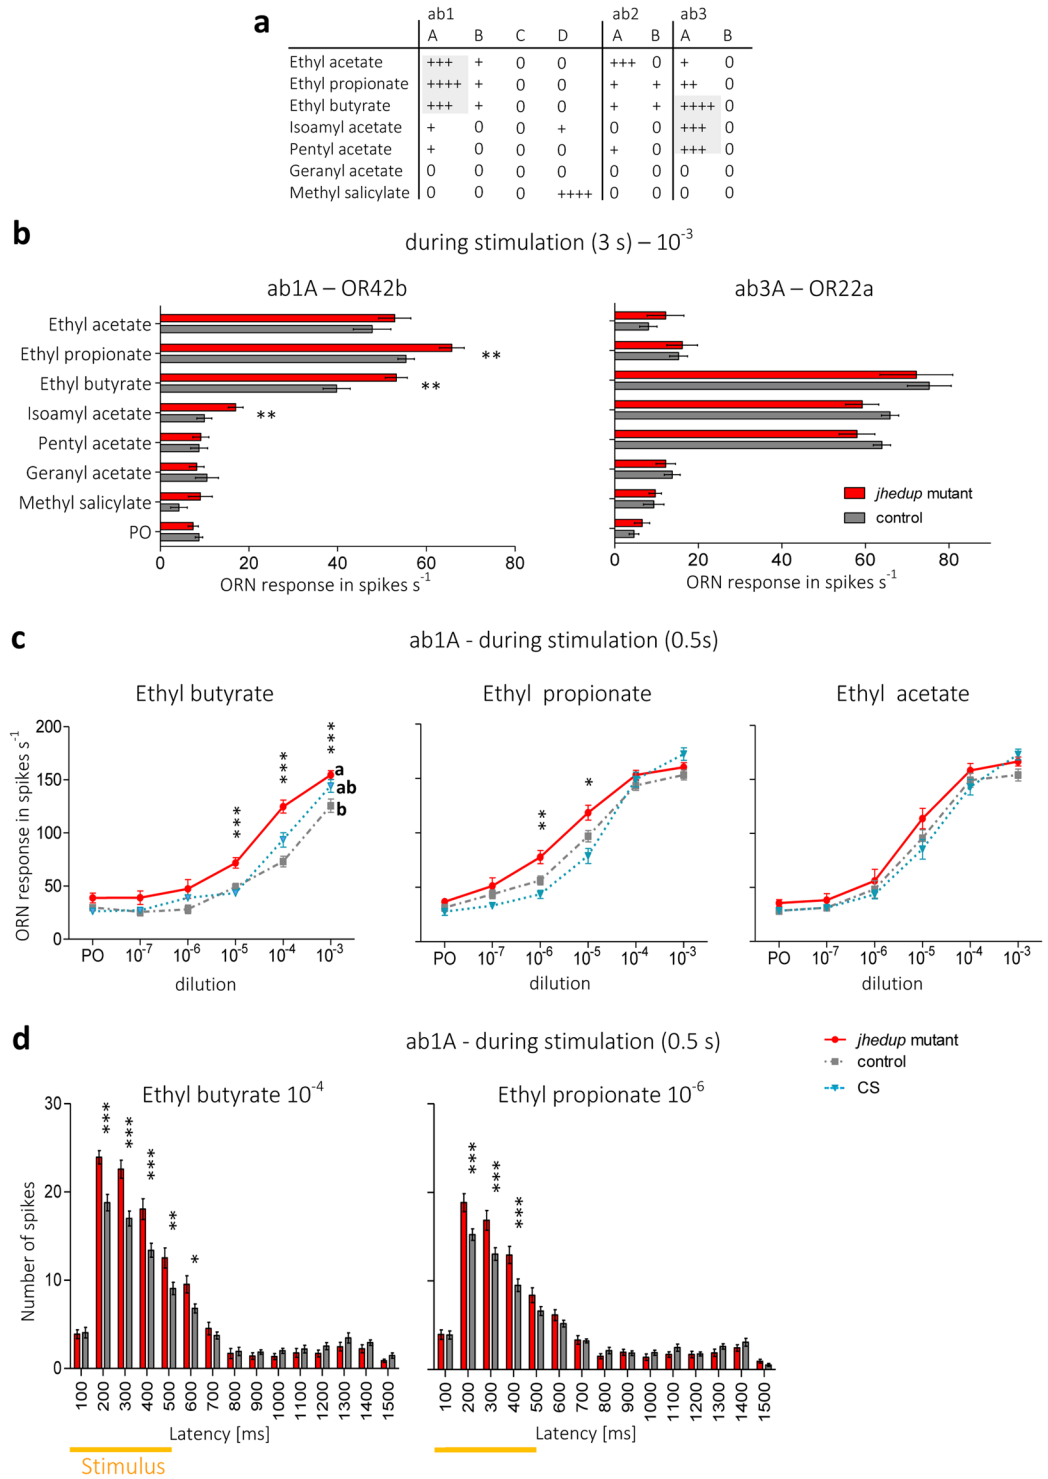 a
ab1 ab2 ab3
A B C D A B A B
Ethyl acetate +++ + 0 0 +++ 0 + 0
Ethyl propionate ++++ + 0 0 + + ++ 0
Ethyl butyrate +++ + 0 0 + + ++++ 0
Isoamyl acetate + 0 0 + 0 0 +++ 0
Pentyl acetate + 0 0 0 + 0 +++ 0
Geranyl acetate 0 0 0 0 0 0 0 0
Methyl salicylate 0 0 0 ++++ 0 0 0 0
b
during stimulation (3 s) – 10⁻³
ab1A – OR42b
Ethyl acetate
Ethyl propionate **
Ethyl butyrate **
Isoamyl acetate **
Pentyl acetate
Geranyl acetate
Methyl salicylate
PO
0 20 40 60 80
ORN response in spikes s⁻¹
ab3A – OR22a
jhedup mutant
control
0 20 40 60 80
ORN response in spikes s⁻¹
c
ab1A - during stimulation (0.5s)
Ethyl butyrate
ORN response in spikes s⁻¹
200
150
100
50
0
***
***
***
a
ab
b
PO 10⁻⁷ 10⁻⁶ 10⁻⁵ 10⁻⁴ 10⁻³
dilution
Ethyl propionate
**
*
PO 10⁻⁷ 10⁻⁶ 10⁻⁵ 10⁻⁴ 10⁻³
dilution
Ethyl acetate
PO 10⁻⁷ 10⁻⁶ 10⁻⁵ 10⁻⁴ 10⁻³
dilution
d
ab1A - during stimulation (0.5 s)
jhedup mutant
control
CS
Ethyl butyrate 10⁻⁴
Number of spikes
30
20
10
0
***
***
***
**
*
100 200 300 400 500 600 700 800 900 1000 1100 1200 1300 1400 1500
Latency [ms]
Stimulus
Ethyl propionate 10⁻⁶
***
***
***
100 200 300 400 500 600 700 800 900 1000 1100 1200 1300 1400 1500
Latency [ms]